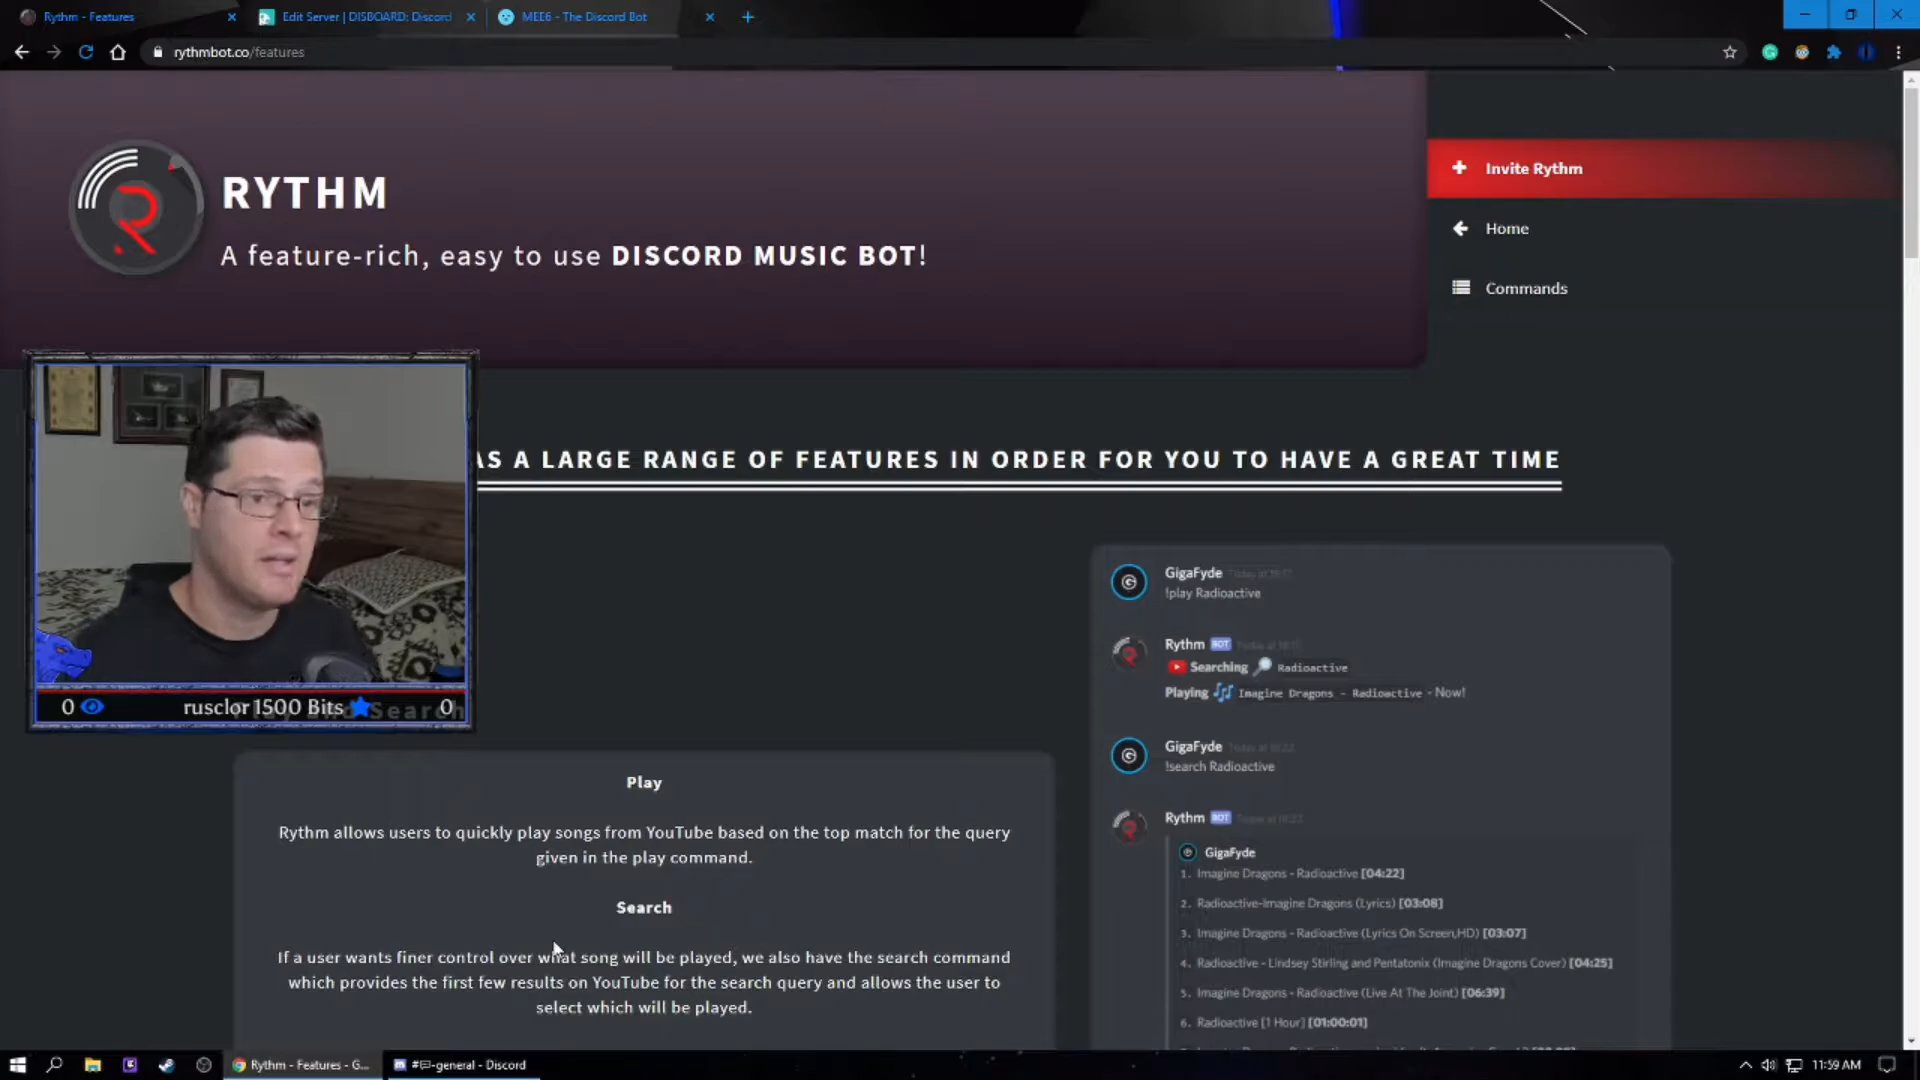 Rythm - Features
Edit Server | DISBOARD: Discord
MEE6 - The Discord Bot
rythmbot.co/features
RYTHM
A feature-rich, easy to use DISCORD MUSIC BOT!
Invite Rythm
Home
Commands
AS A LARGE RANGE OF FEATURES IN ORDER FOR YOU TO HAVE A GREAT TIME
0
rusclor 1500 Bits
0
Play and Search
Play
Rythm allows users to quickly play songs from YouTube based on the top match for the query
given in the play command.
Search
If a user wants finer control over what song will be played, we also have the search command
which provides the first few results on YouTube for the search query and allows the user to
select which will be played.
GigaFyde
!play Radioactive
Rythm BOT
Searching Radioactive
Playing Imagine Dragons - Radioactive - Now!
GigaFyde
!search Radioactive
Rythm BOT
GigaFyde
1. Imagine Dragons - Radioactive [04:22]
2. Radioactive-Imagine Dragons (Lyrics) [03:08]
3. Imagine Dragons - Radioactive (Lyrics On Screen,HD) [03:07]
4. Radioactive - Lindsey Stirling and Pentatonix (Imagine Dragons Cover) [04:25]
5. Imagine Dragons - Radioactive (Live At The Joint) [06:39]
6. Radioactive [1 Hour] [01:00:01]
Rythm - Features - G...
#-general - Discord
11:59 AM